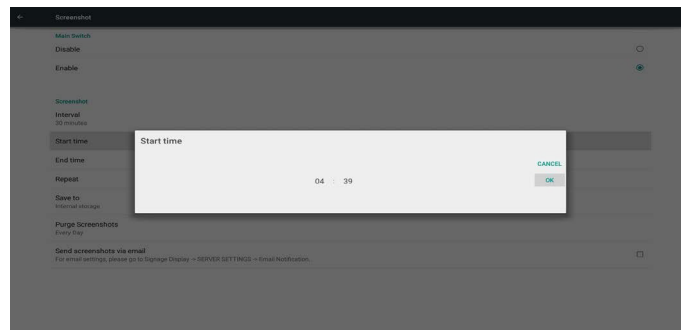 Screenshot
Main Switch
Disable
Enable
Screenshot
Interval
30 minutes
Start time
Start time
End time
CANCEL
Repeat
04 : 39
OK
Save to
Internal storage
Purge Screenshots
Every day
Send screenshots via email
For email settings, please go to Signage Display -> SERVER SETTINGS -> Email Notification.